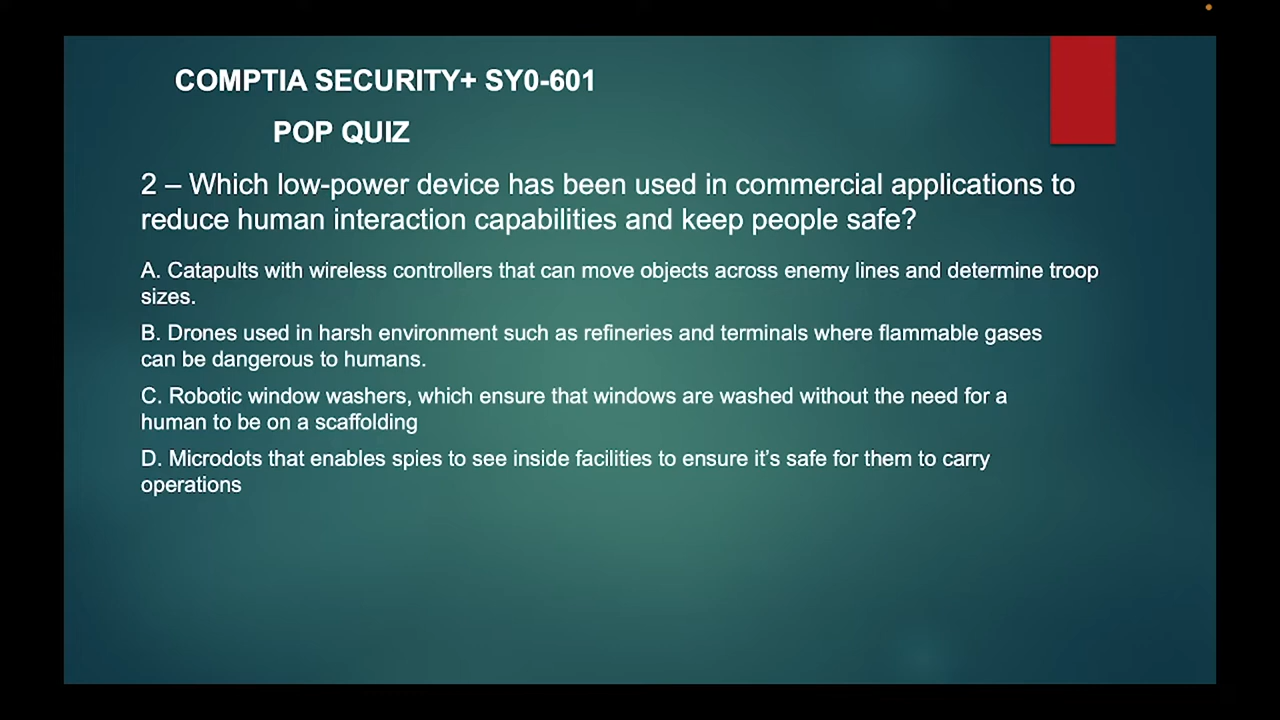 COMPTIA SECURITY+ SY0-601
POP QUIZ
2 – Which low-power device has been used in commercial applications to
reduce human interaction capabilities and keep people safe?
A. Catapults with wireless controllers that can move objects across enemy lines and determine troop
sizes.
B. Drones used in harsh environment such as refineries and terminals where flammable gases
can be dangerous to humans.
C. Robotic window washers, which ensure that windows are washed without the need for a
human to be on a scaffolding
D. Microdots that enables spies to see inside facilities to ensure it’s safe for them to carry
operations